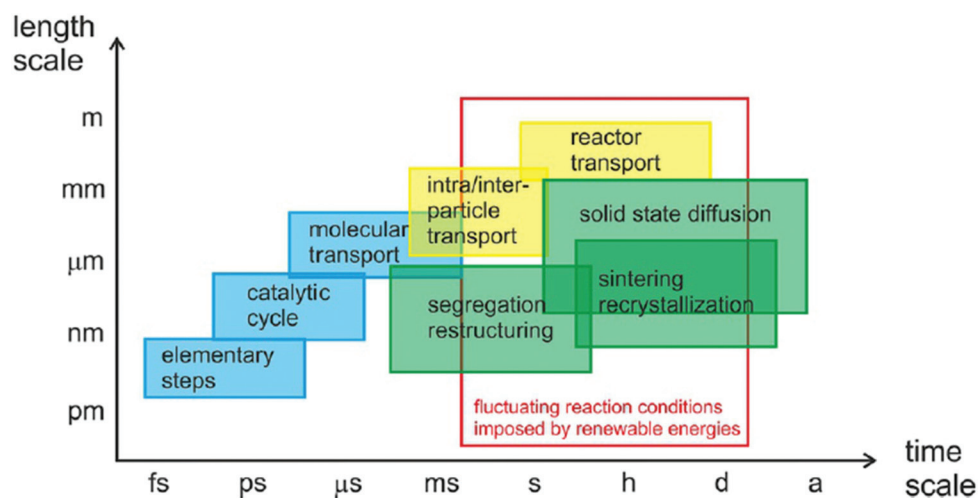 length
scale
m
mm
μm
nm
pm
reactor
transport
intra/inter-
particle
transport
solid state diffusion
molecular
transport
sintering
recrystallization
catalytic
cycle
segregation
restructuring
elementary
steps
fluctuating reaction conditions
imposed by renewable energies
fs ps μs ms s h d a
time
scale